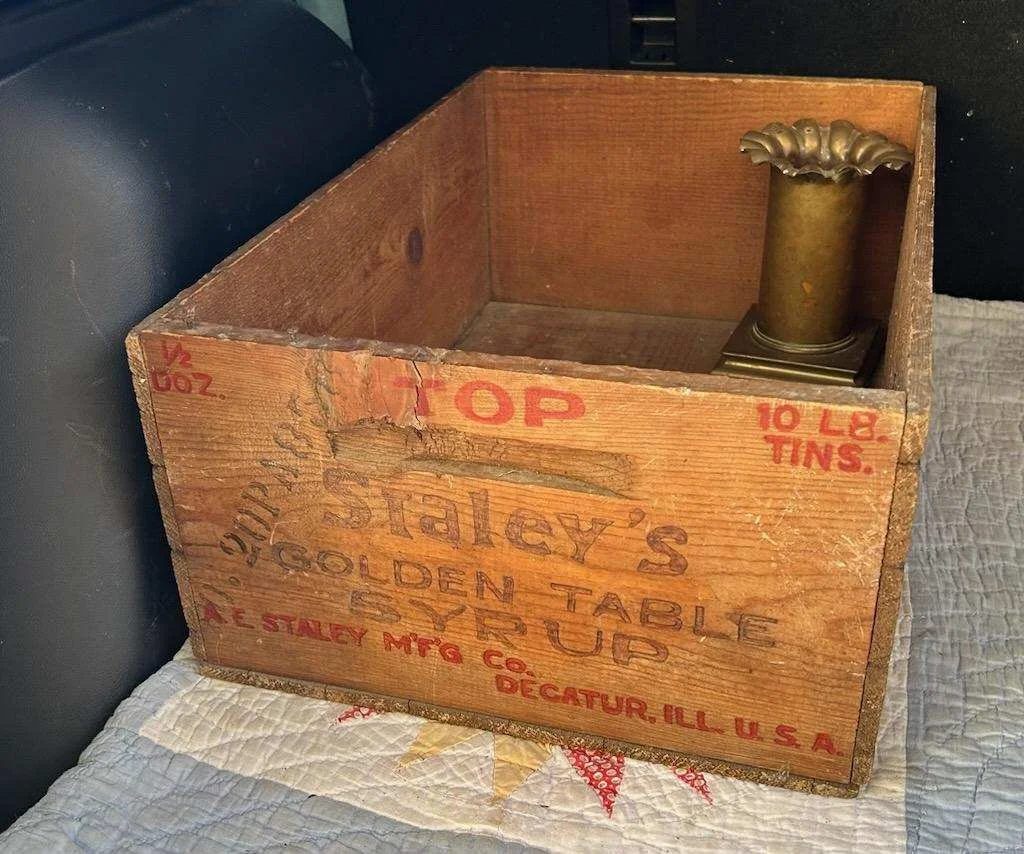 ½
DOZ.
TOP
10 LB.
TINS.
Staley's
GOLDEN TABLE
SYRUP
A. E. STALEY M'F'G Co.
DECATUR, ILL. U. S. A.